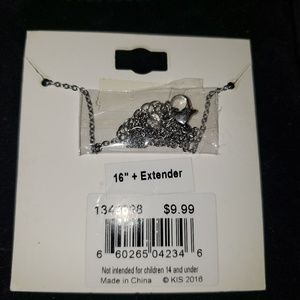 16" + Extender
$9.99
6 60265 04234 6
Not intended for children 14 and under
Made in China © KIS 2016